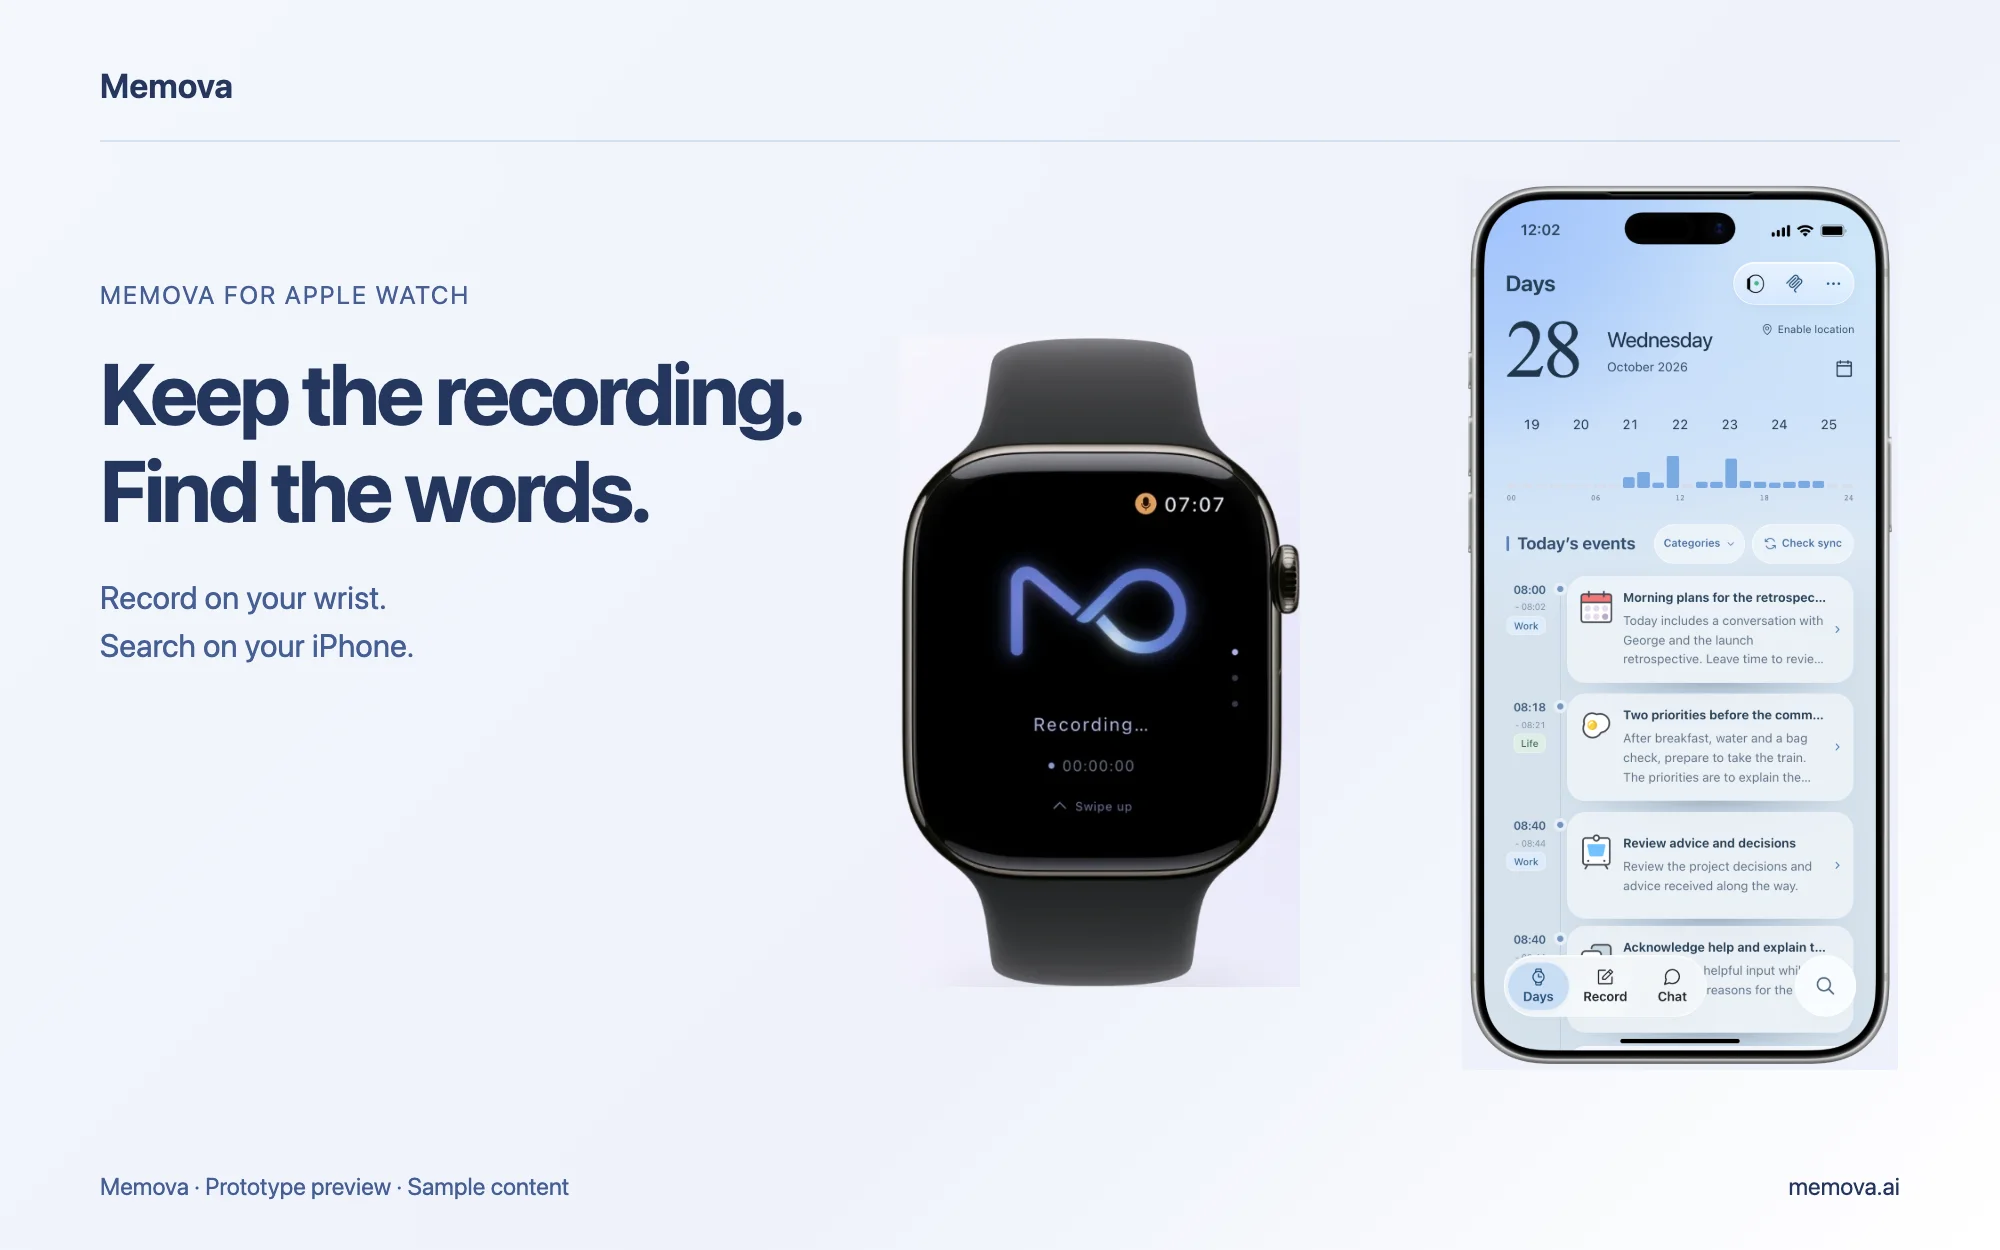 Memova
MEMOVA FOR APPLE WATCH
Keep the recording.
Find the words.
Record on your wrist.
Search on your iPhone.
07:07
Recording...
00:00:00
Swipe up
12:02
Days
28
Wednesday
October 2026
Enable location
19 20 21 22 23 24 25
00 06 12 18 24
Today's events
Categories
Check sync
08:00
- 08:02
Work
Morning plans for the retrospec...
Today includes a conversation with
George and the launch
retrospective. Leave time to revie...
08:18
- 08:21
Life
Two priorities before the comm...
After breakfast, water and a bag
check, prepare to take the train.
The priorities are to explain the...
08:40
- 08:44
Work
Review advice and decisions
Review the project decisions and
advice received along the way.
08:40
Acknowledge help and explain t...
helpful input whil
reasons for the
Days
Record
Chat
Memova · Prototype preview · Sample content
memova.ai